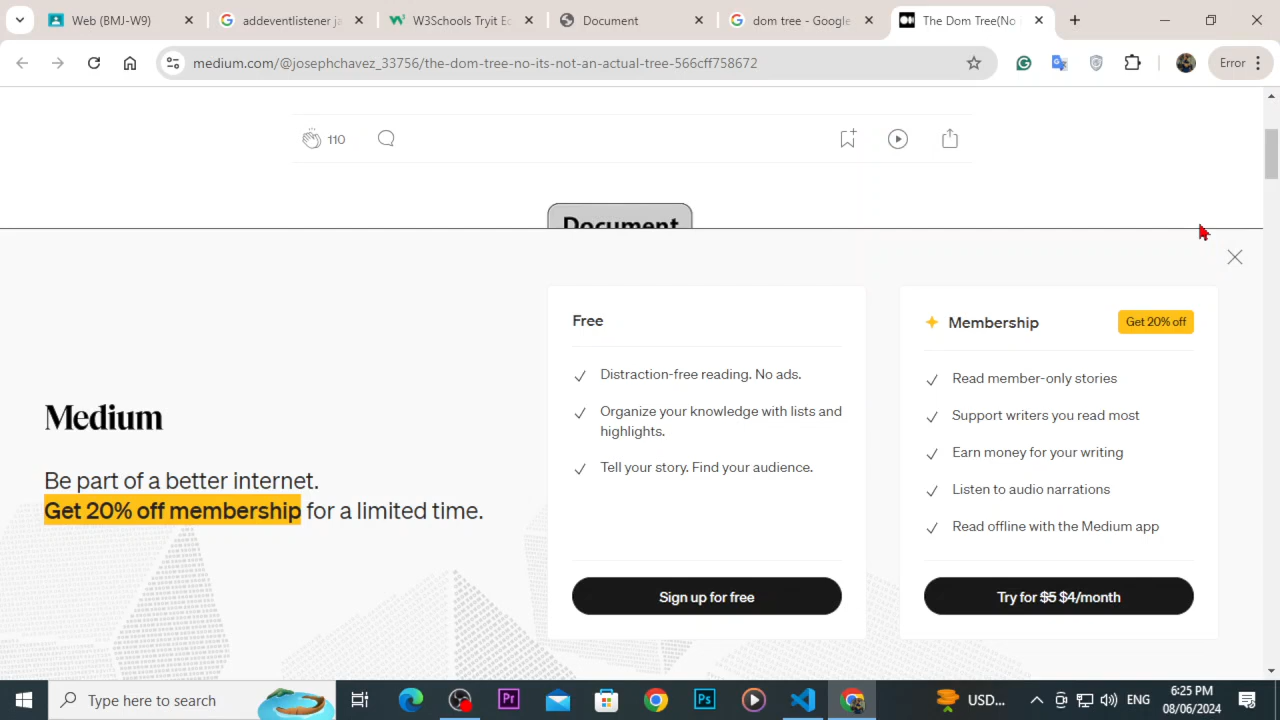 Web (BMJ-W9)
addeventlistener ja
W3Schools Tryit Ec
Document
dom tree - Google
The Dom Tree(No
medium.com/@josephchavez_33756/the-dom-tree-no-its-not-an-actual-tree-566cff758672
Error
110
Document
Free
Membership
Get 20% off
Distraction-free reading. No ads.
Organize your knowledge with lists and
highlights.
Tell your story. Find your audience.
Read member-only stories
Support writers you read most
Earn money for your writing
Listen to audio narrations
Read offline with the Medium app
Medium
Be part of a better internet.
Get 20% off membership for a limited time.
Sign up for free
Try for $5 $4/month
Type here to search
Pr
Ps
USD...
ENG
6:25 PM
08/06/2024